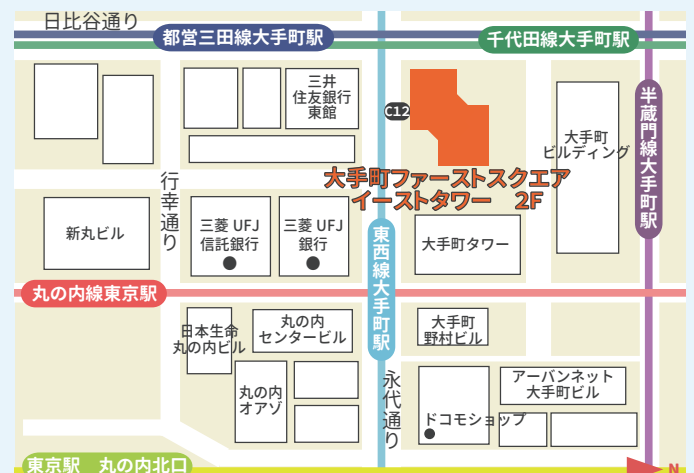 日比谷通り
都営三田線大手町駅
千代田線大手町駅
三井
住友銀行
東館
C12
大手町
ビルディング
半蔵門線大手町駅
大手町ファーストスクエア
イーストタワー 2F
行幸通り
新丸ビル
三菱 UFJ
信託銀行
三菱 UFJ
銀行
東西線大手町駅
大手町タワー
丸の内線東京駅
日本生命
丸の内ビル
丸の内
センタービル
大手町
野村ビル
丸の内
オアゾ
永代通り
ドコモショップ
アーバンネット
大手町ビル
東京駅 丸の内北口
N